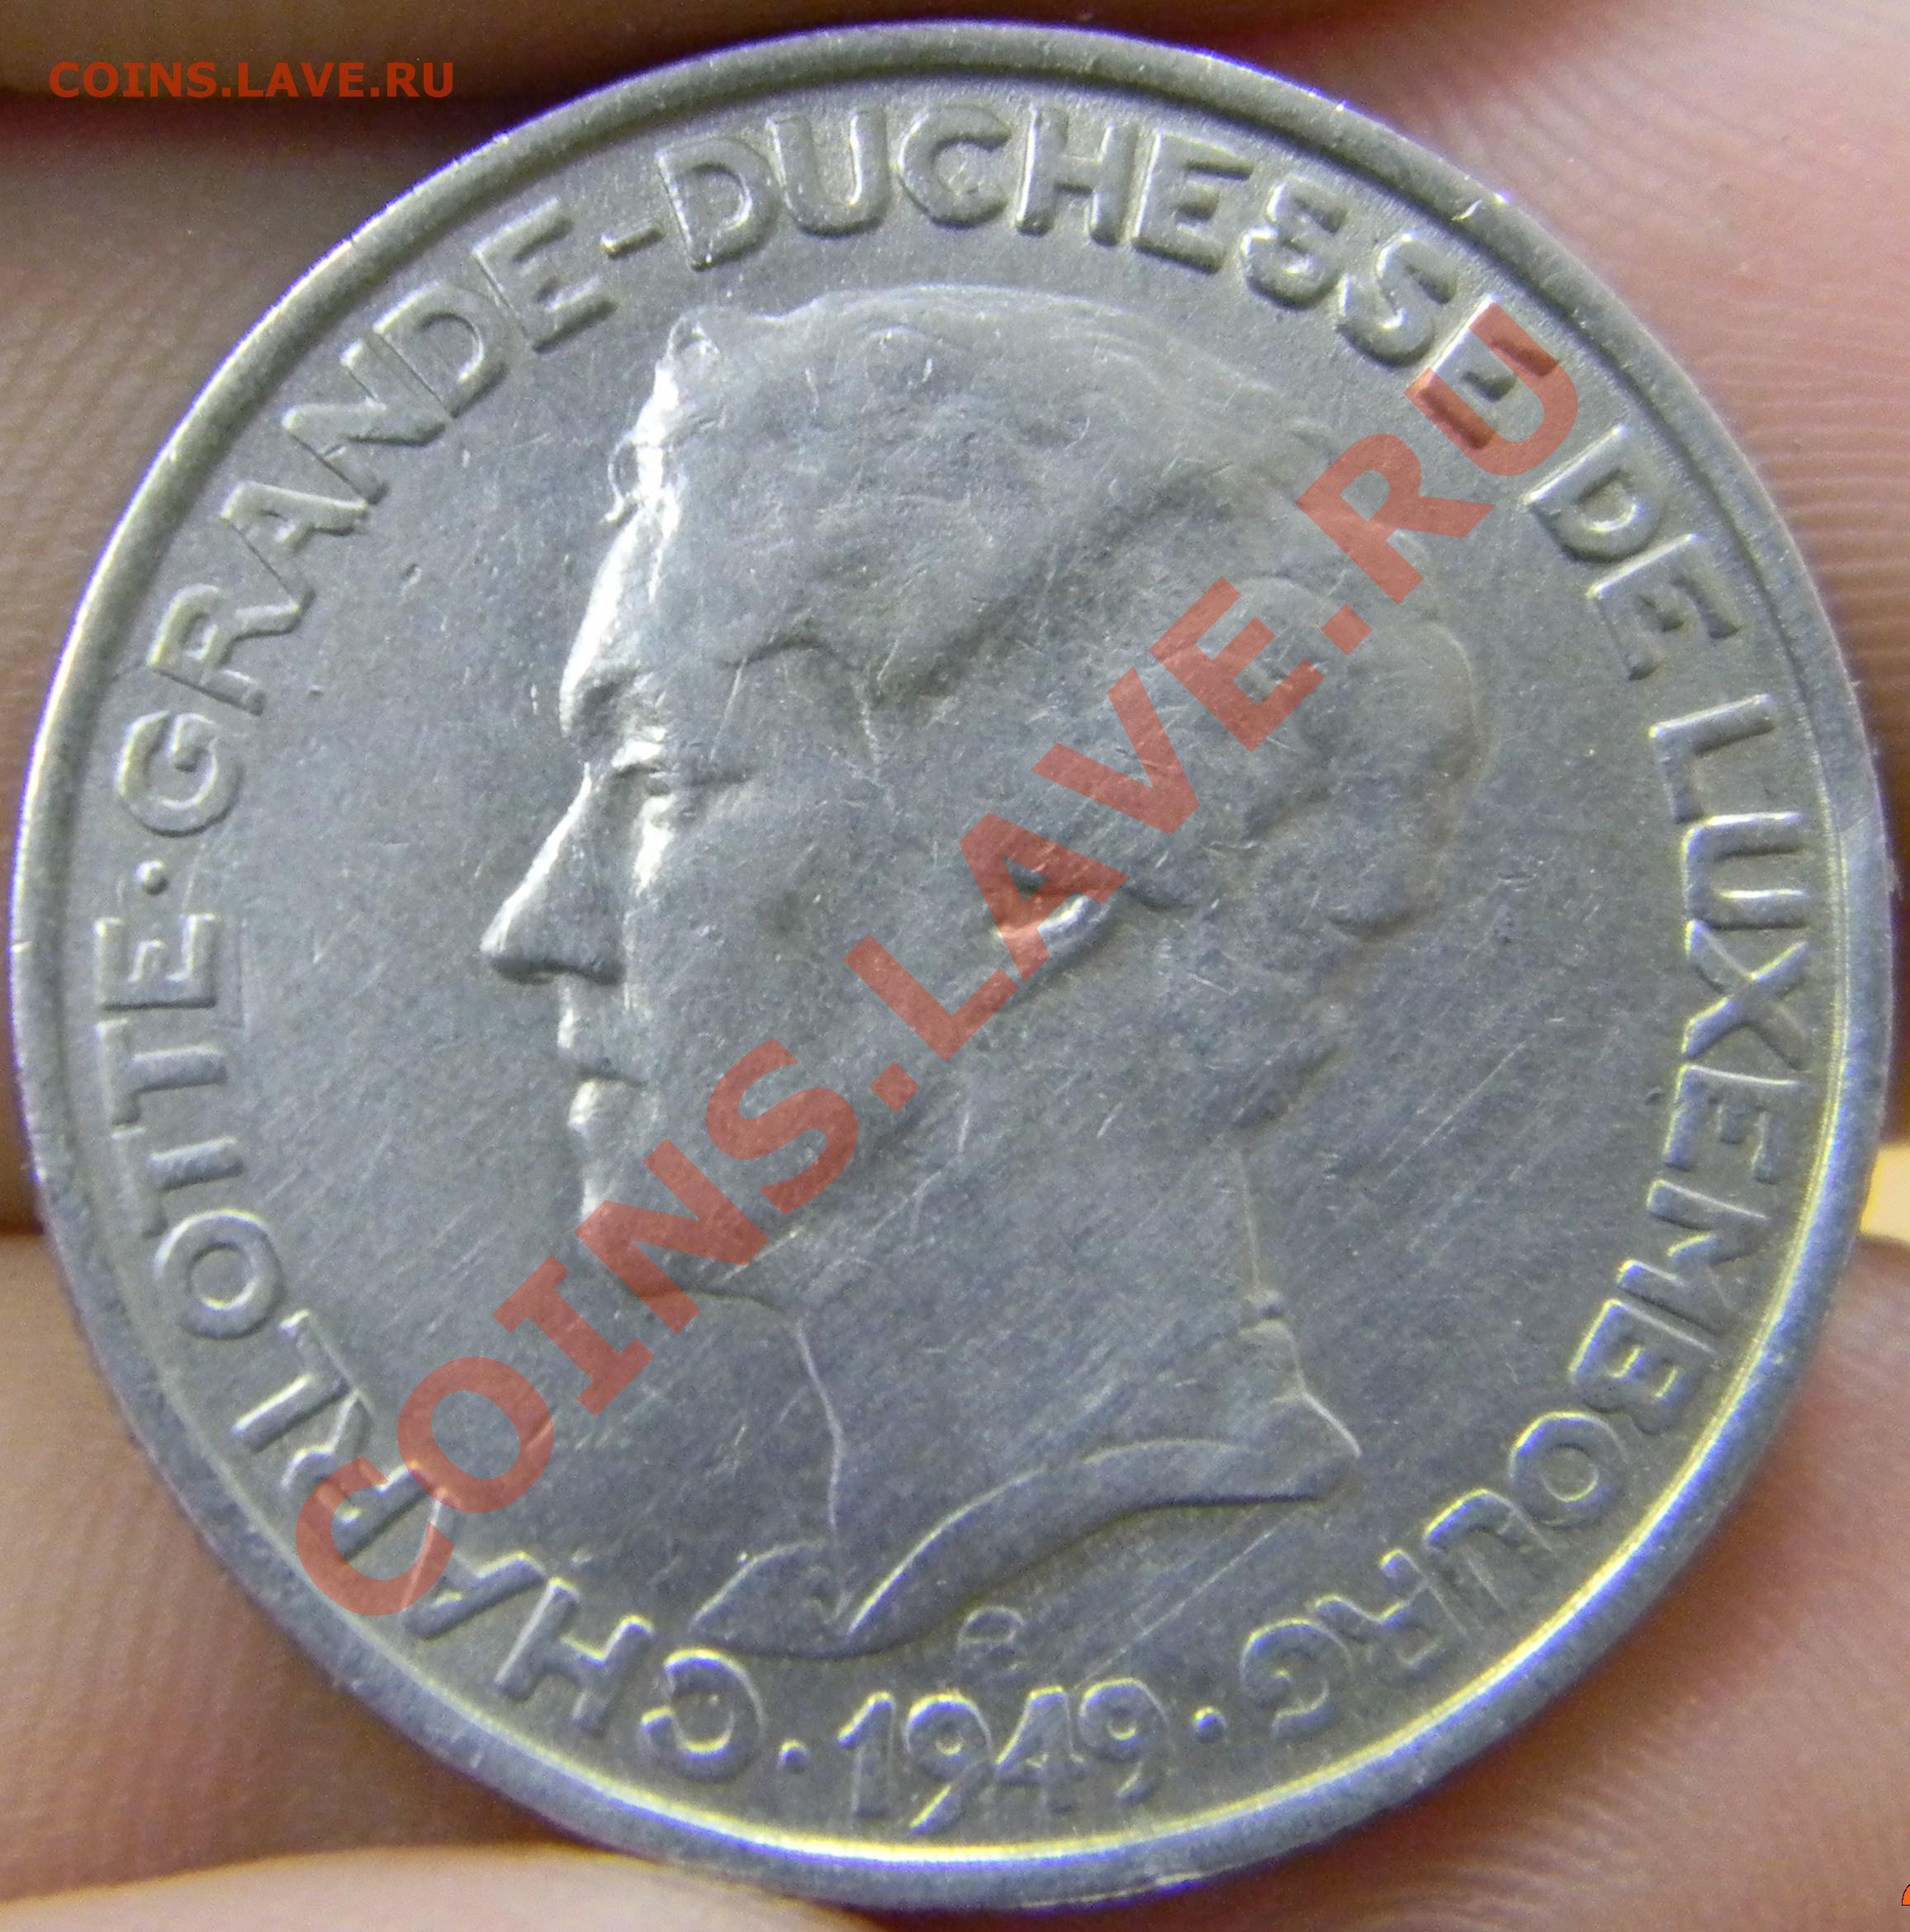 COINS.LAVE.RU
CHARLOTTE · GRANDE-DUCHESSE DE LUXEMBOURG
· 1949 ·
COINS.LAVE.RU